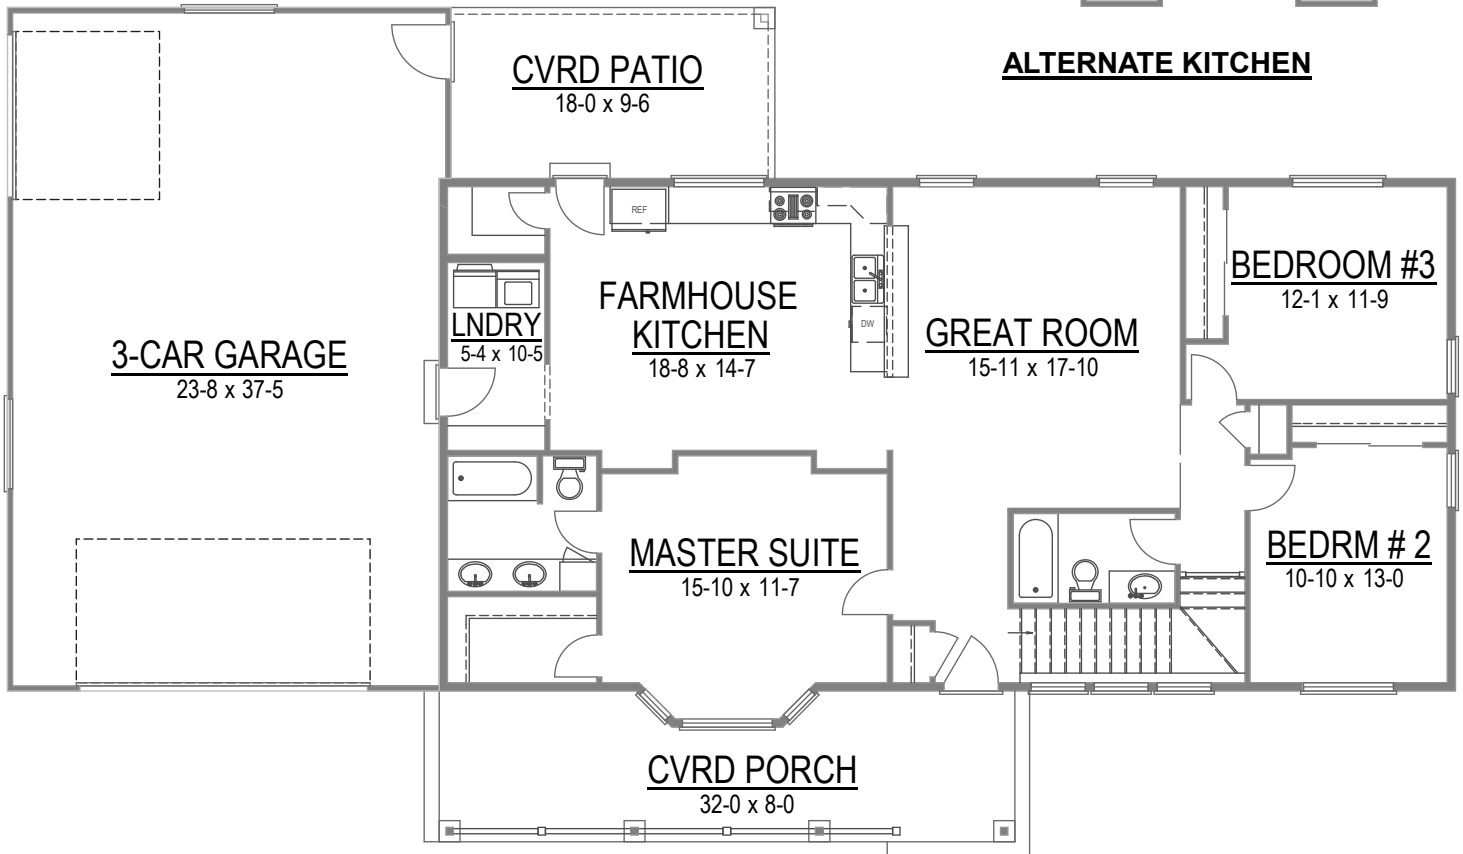 ALTERNATE KITCHEN
CVRD PATIO
18-0 x 9-6
REF
BEDROOM #3
12-1 x 11-9
FARMHOUSE
KITCHEN
18-8 x 14-7
LNDRY
5-4 x 10-5
DW
GREAT ROOM
15-11 x 17-10
3-CAR GARAGE
23-8 x 37-5
MASTER SUITE
15-10 x 11-7
BEDRM # 2
10-10 x 13-0
CVRD PORCH
32-0 x 8-0